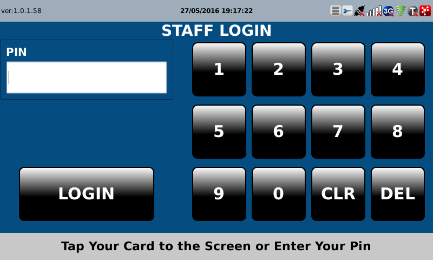 ver:1.0.1.58
27/05/2016 19:17:22
3G
T
STAFF LOGIN
PIN
1 2 3 4
5 6 7 8
LOGIN
9 0 CLR DEL
Tap Your Card to the Screen or Enter Your Pin